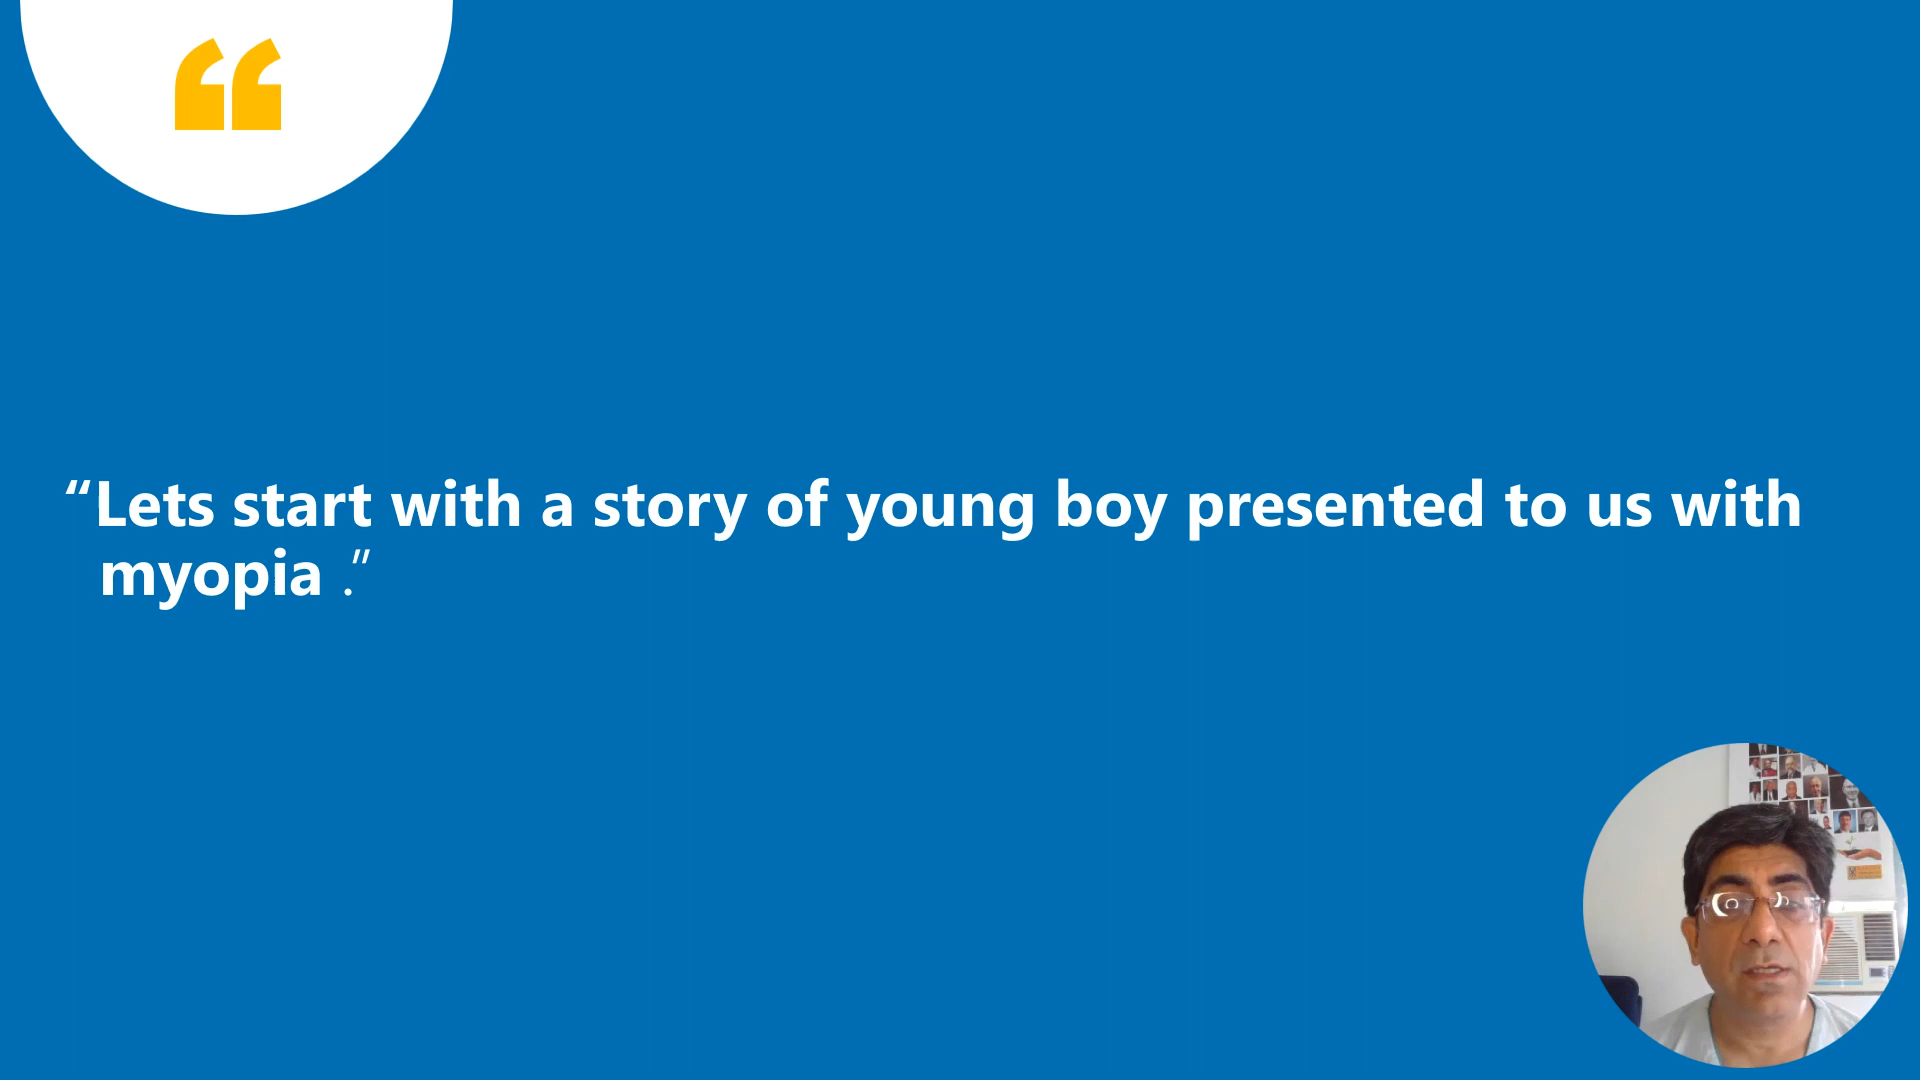 “Lets start with a story of young boy presented to us with
myopia .”